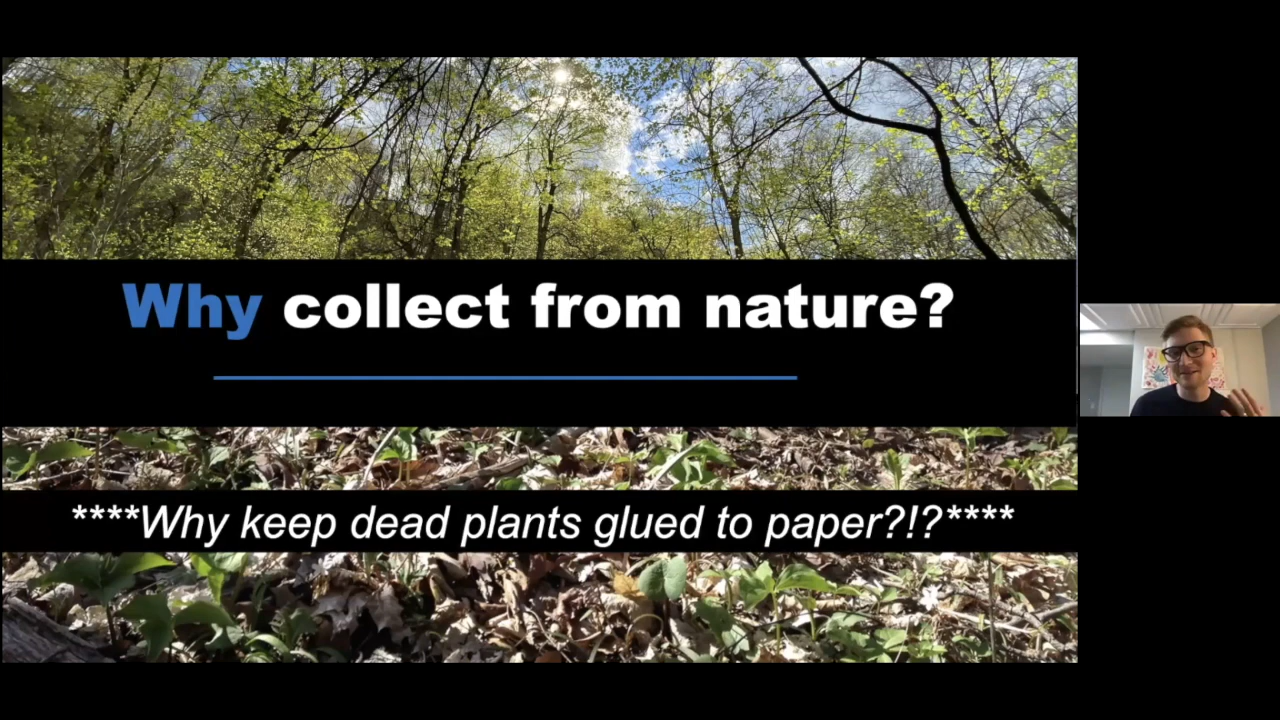 Why collect from nature?
****Why keep dead plants glued to paper?!?****